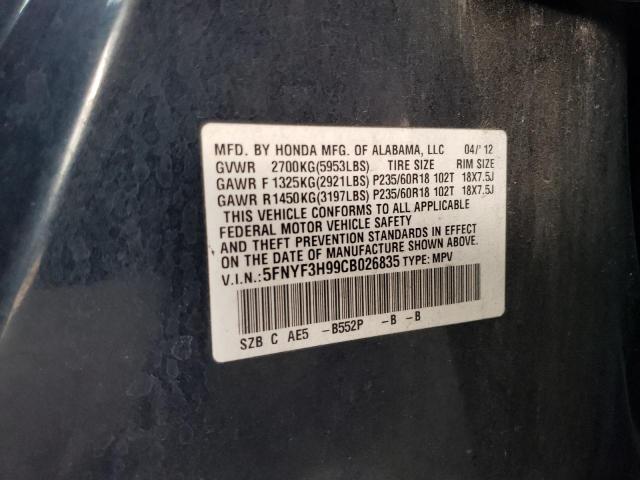 MFD. BY HONDA MFG. OF ALABAMA, LLC 04/'12
GVWR 2700KG(5953LBS) TIRE SIZE RIM SIZE
GAWR F 1325KG(2921LBS) P235/60R18 102T 18X7.5J
GAWR R1450KG(3197LBS) P235/60R18 102T 18X7.5J
THIS VEHICLE CONFORMS TO ALL APPLICABLE
FEDERAL MOTOR VEHICLE SAFETY
AND THEFT PREVENTION STANDARDS IN EFFECT
ON THE DATE OF MANUFACTURE SHOWN ABOVE.
V.I.N.:5FNYF3H99CB026835 TYPE: MPV
SZB C AE5 -B552P -B -B